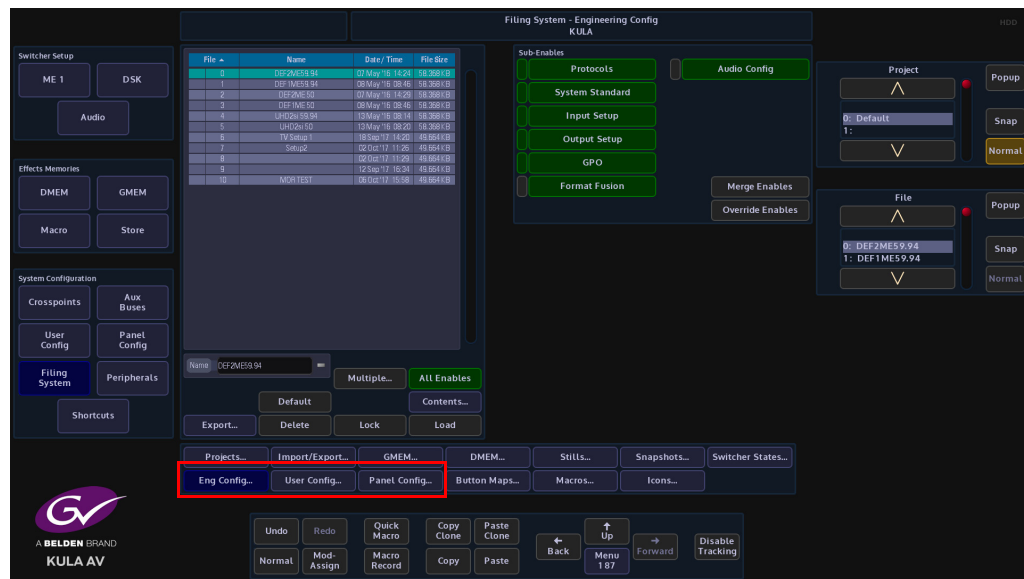 Filing System - Engineering Config
KULA
HDD
Switcher Setup
ME 1
DSK
Audio
Effects Memories
DMEM
GMEM
Macro
Store
System Configuration
Crosspoints
Aux
Buses
User
Config
Panel
Config
Filing
System
Peripherals
Shortcuts
File Name Date/ Time File Size
0 DEF2ME59.94 07 May '16 14:24 58.368 KB
1 DEF1ME59.94 08 May '16 08:46 58.368 KB
2 DEF2ME 50 07 May '16 14:29 58.368 KB
3 DEF1ME 50 08 May '16 08:46 58.368 KB
4 UHD2si 59.94 13 May '16 08:14 58.368 KB
5 UHD2si 50 13 May '16 08:20 58.368 KB
6 TV Setup 1 18 Sep '17 14:20 49.664 KB
7 Setup2 02 Oct '17 11:26 49.664 KB
8 02 Oct '17 11:29 49.664 KB
9 12 Sep '17 16:34 49.664 KB
10 MDR TEST 06 Oct '17 15:58 49.664 KB
Name DEF2ME59.94
Multiple...
All Enables
Default
Contents...
Export...
Delete
Lock
Load
Sub-Enables
Protocols
Audio Config
System Standard
Input Setup
Output Setup
GPO
Format Fusion
Merge Enables
Override Enables
Project
0: Default
1:
Popup
Snap
Normal
File
0: DEF2ME59.94
1: DEF1ME59.94
Popup
Snap
Normal
Projects...
Import/Export...
GMEM...
DMEM...
Stills...
Snapshots...
Switcher States...
Eng Config...
User Config...
Panel Config...
Button Maps...
Macros...
Icons...
GV
A BELDEN BRAND
KULA AV
Undo
Redo
Quick
Macro
Copy
Clone
Paste
Clone
Normal
Mod-
Assign
Macro
Record
Copy
Paste
Back
Up
Menu
187
Forward
Disable
Tracking